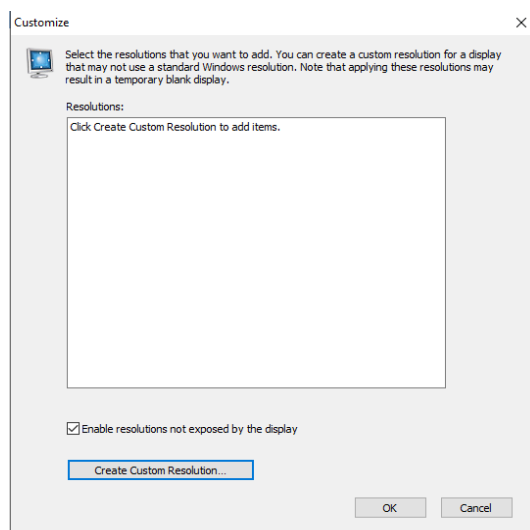 Customize
Select the resolutions that you want to add. You can create a custom resolution for a display
that may not use a standard Windows resolution. Note that applying these resolutions may
result in a temporary blank display.
Resolutions:
Click Create Custom Resolution to add items.
Enable resolutions not exposed by the display
Create Custom Resolution...
OK
Cancel